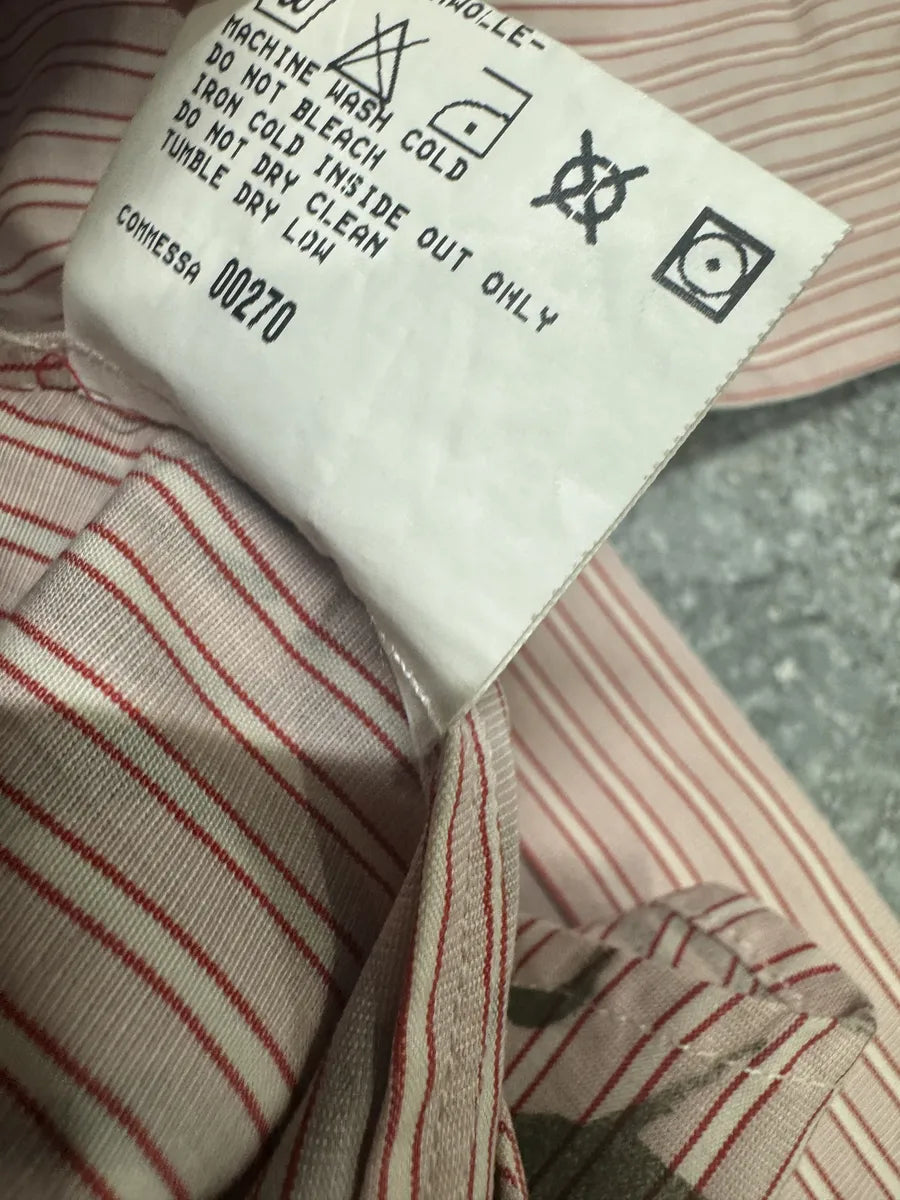 MACHINE WASH COLD
DO NOT BLEACH
IRON COLD INSIDE OUT ONLY
DO NOT DRY CLEAN
TUMBLE DRY LOW
COMMESSA 00270